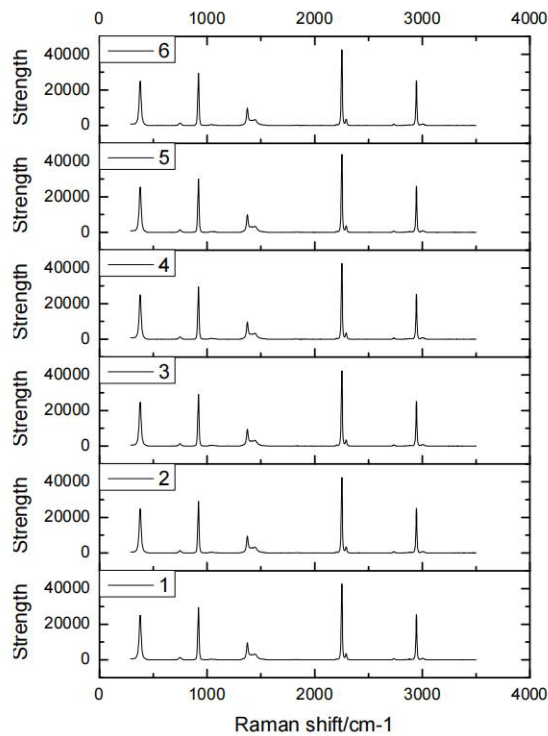 0 1000 2000 3000 4000
Strength 40000 20000 0 6
Strength 40000 20000 0 5
Strength 40000 20000 0 4
Strength 40000 20000 0 3
Strength 40000 20000 0 2
Strength 40000 20000 0 1
0 1000 2000 3000 4000
Raman shift/cm-1